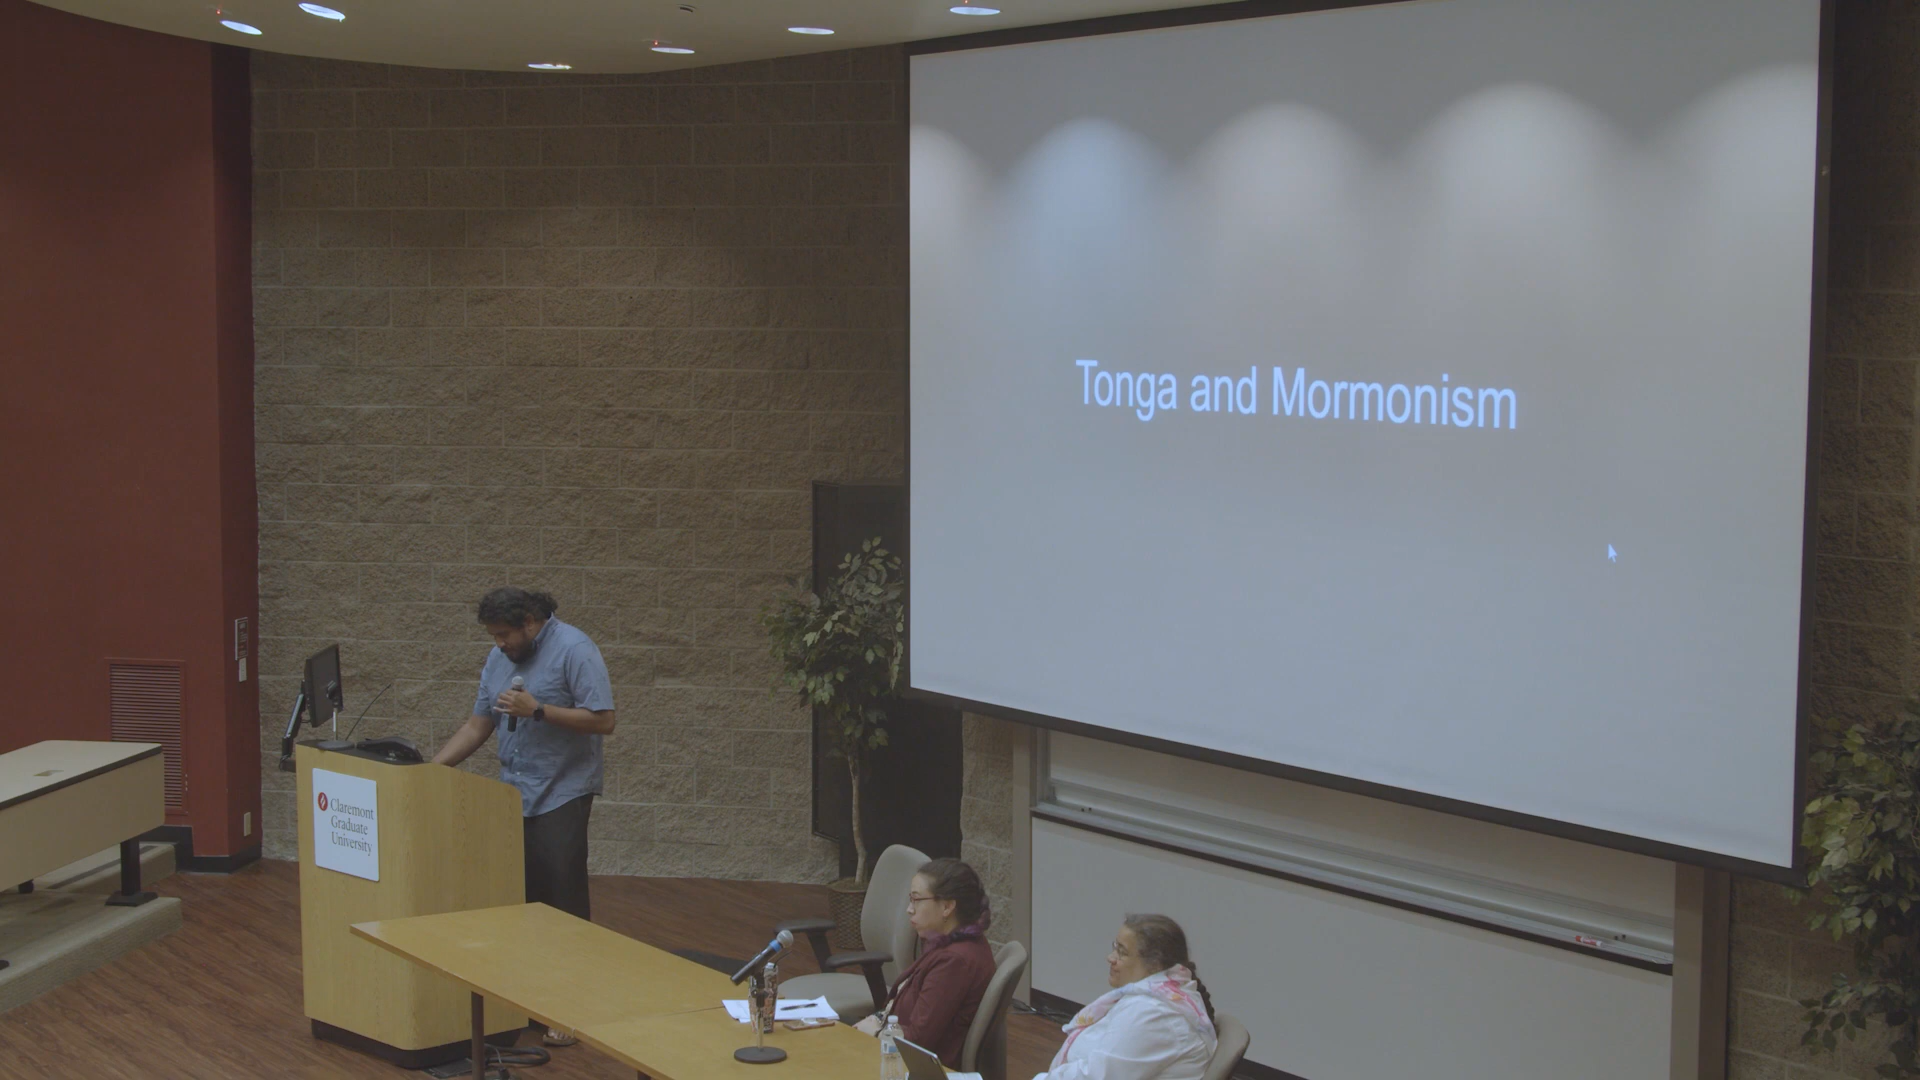 Tonga and Mormonism
Claremont
Graduate
University